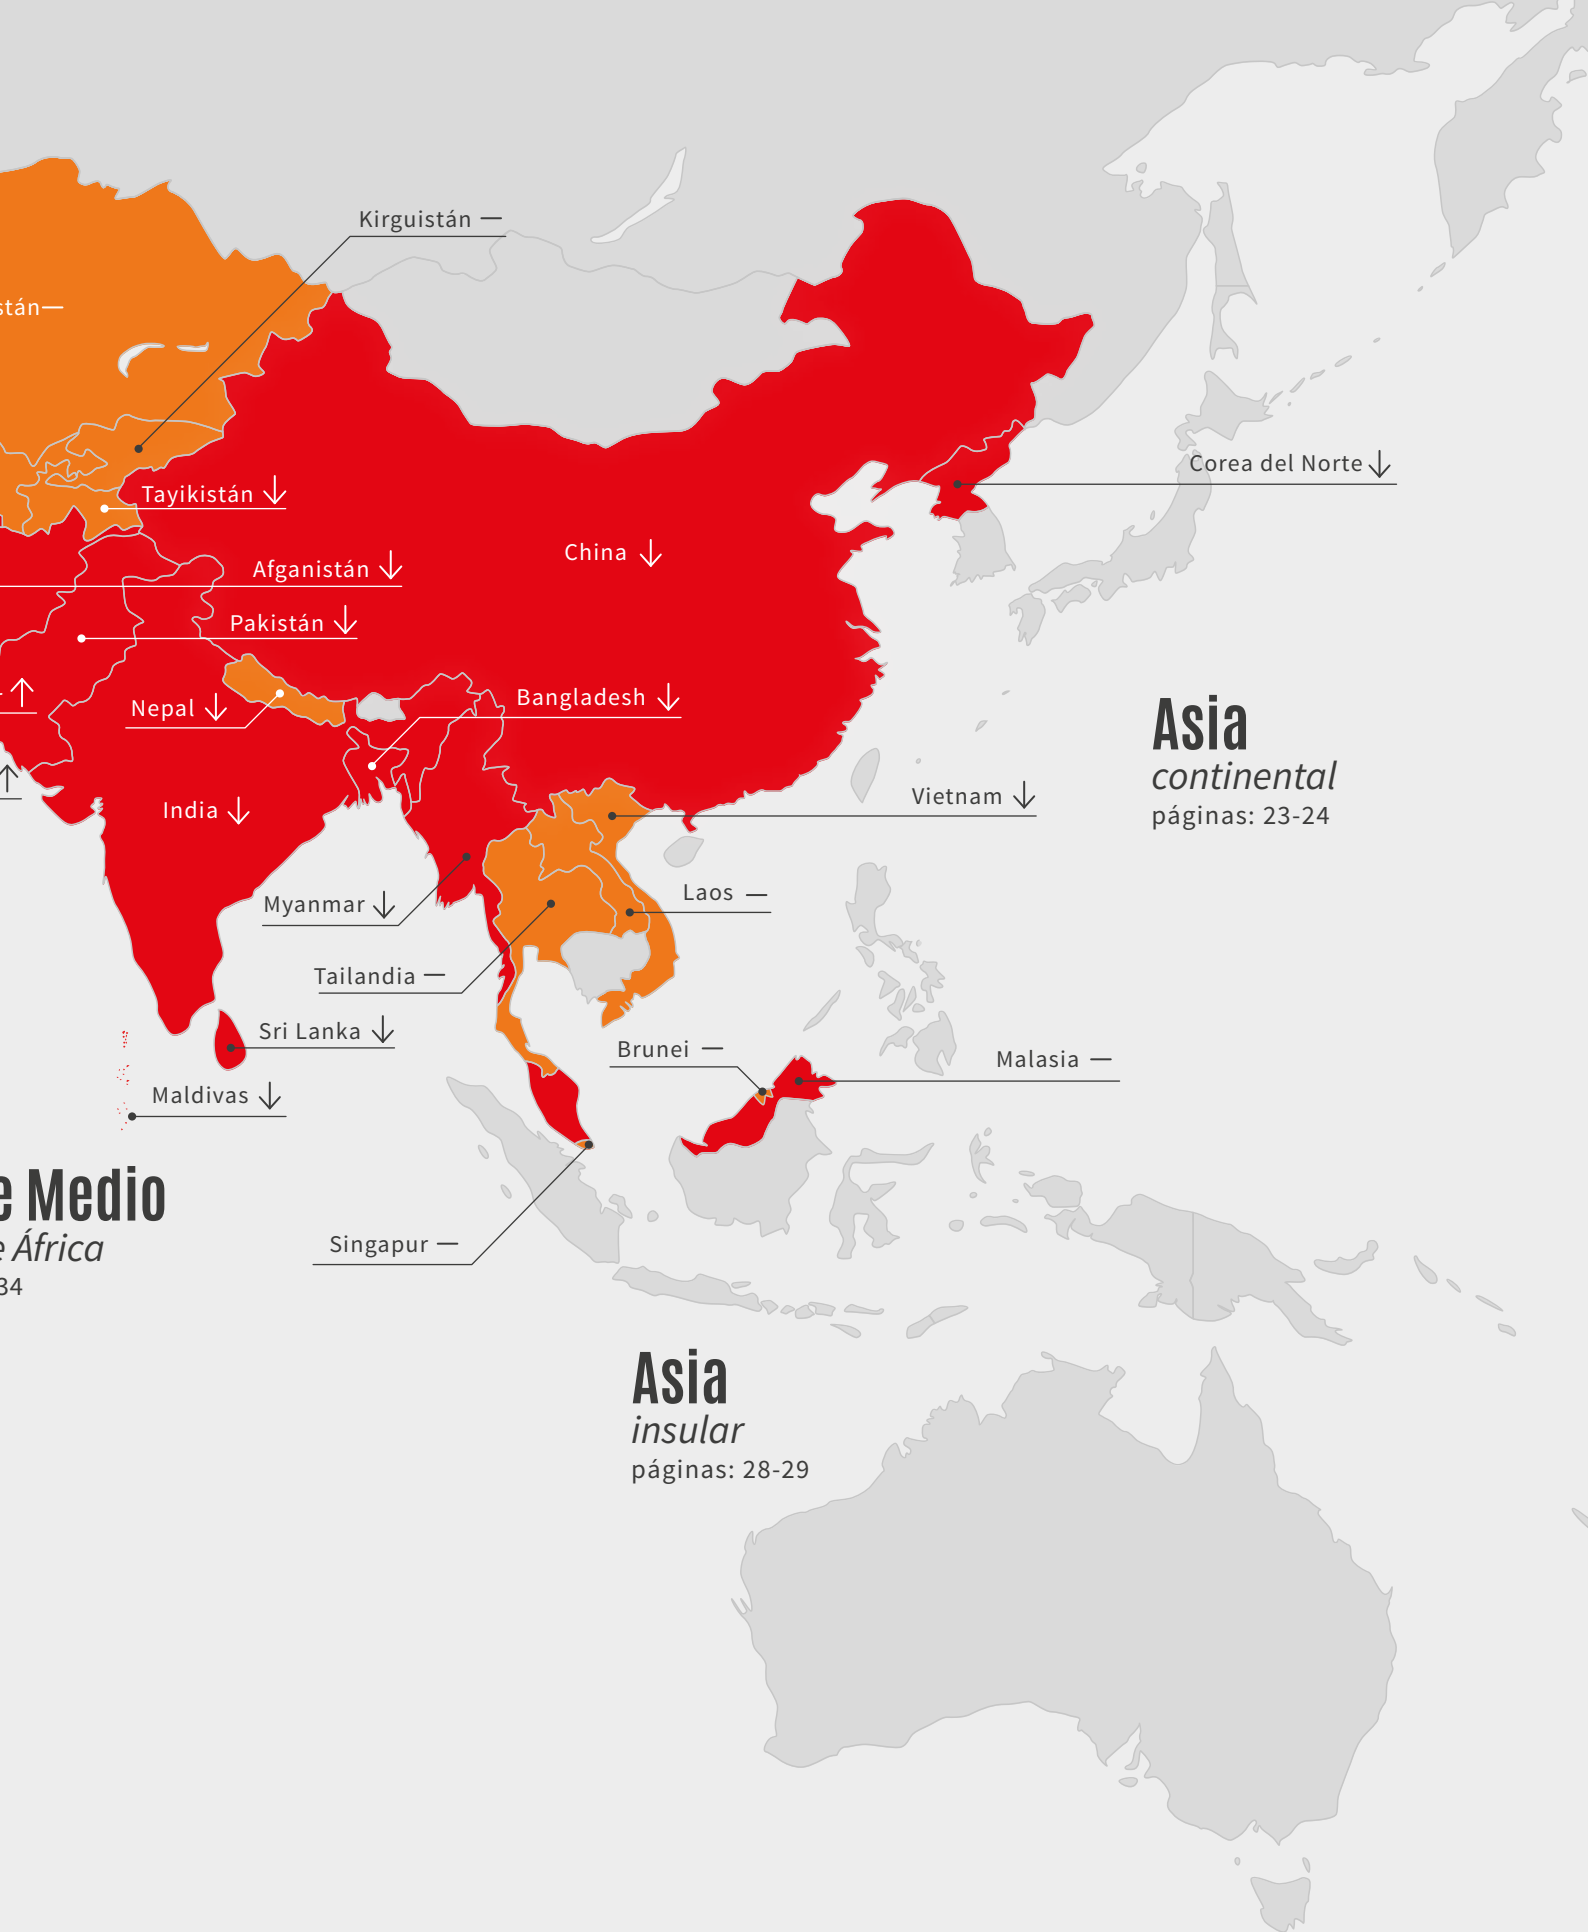 Kirguistán —
stán—
Corea del Norte ↓
Tayikistán ↓
China ↓
Afganistán ↓
Pakistán ↓
↑
Nepal ↓
Bangladesh ↓
Asia
continental
páginas: 23-24
↑
India ↓
Vietnam ↓
Myanmar ↓
Laos —
Tailandia —
Sri Lanka ↓
Brunei —
Malasia —
Maldivas ↓
e Medio
e África
34
Singapur —
Asia
insular
páginas: 28-29